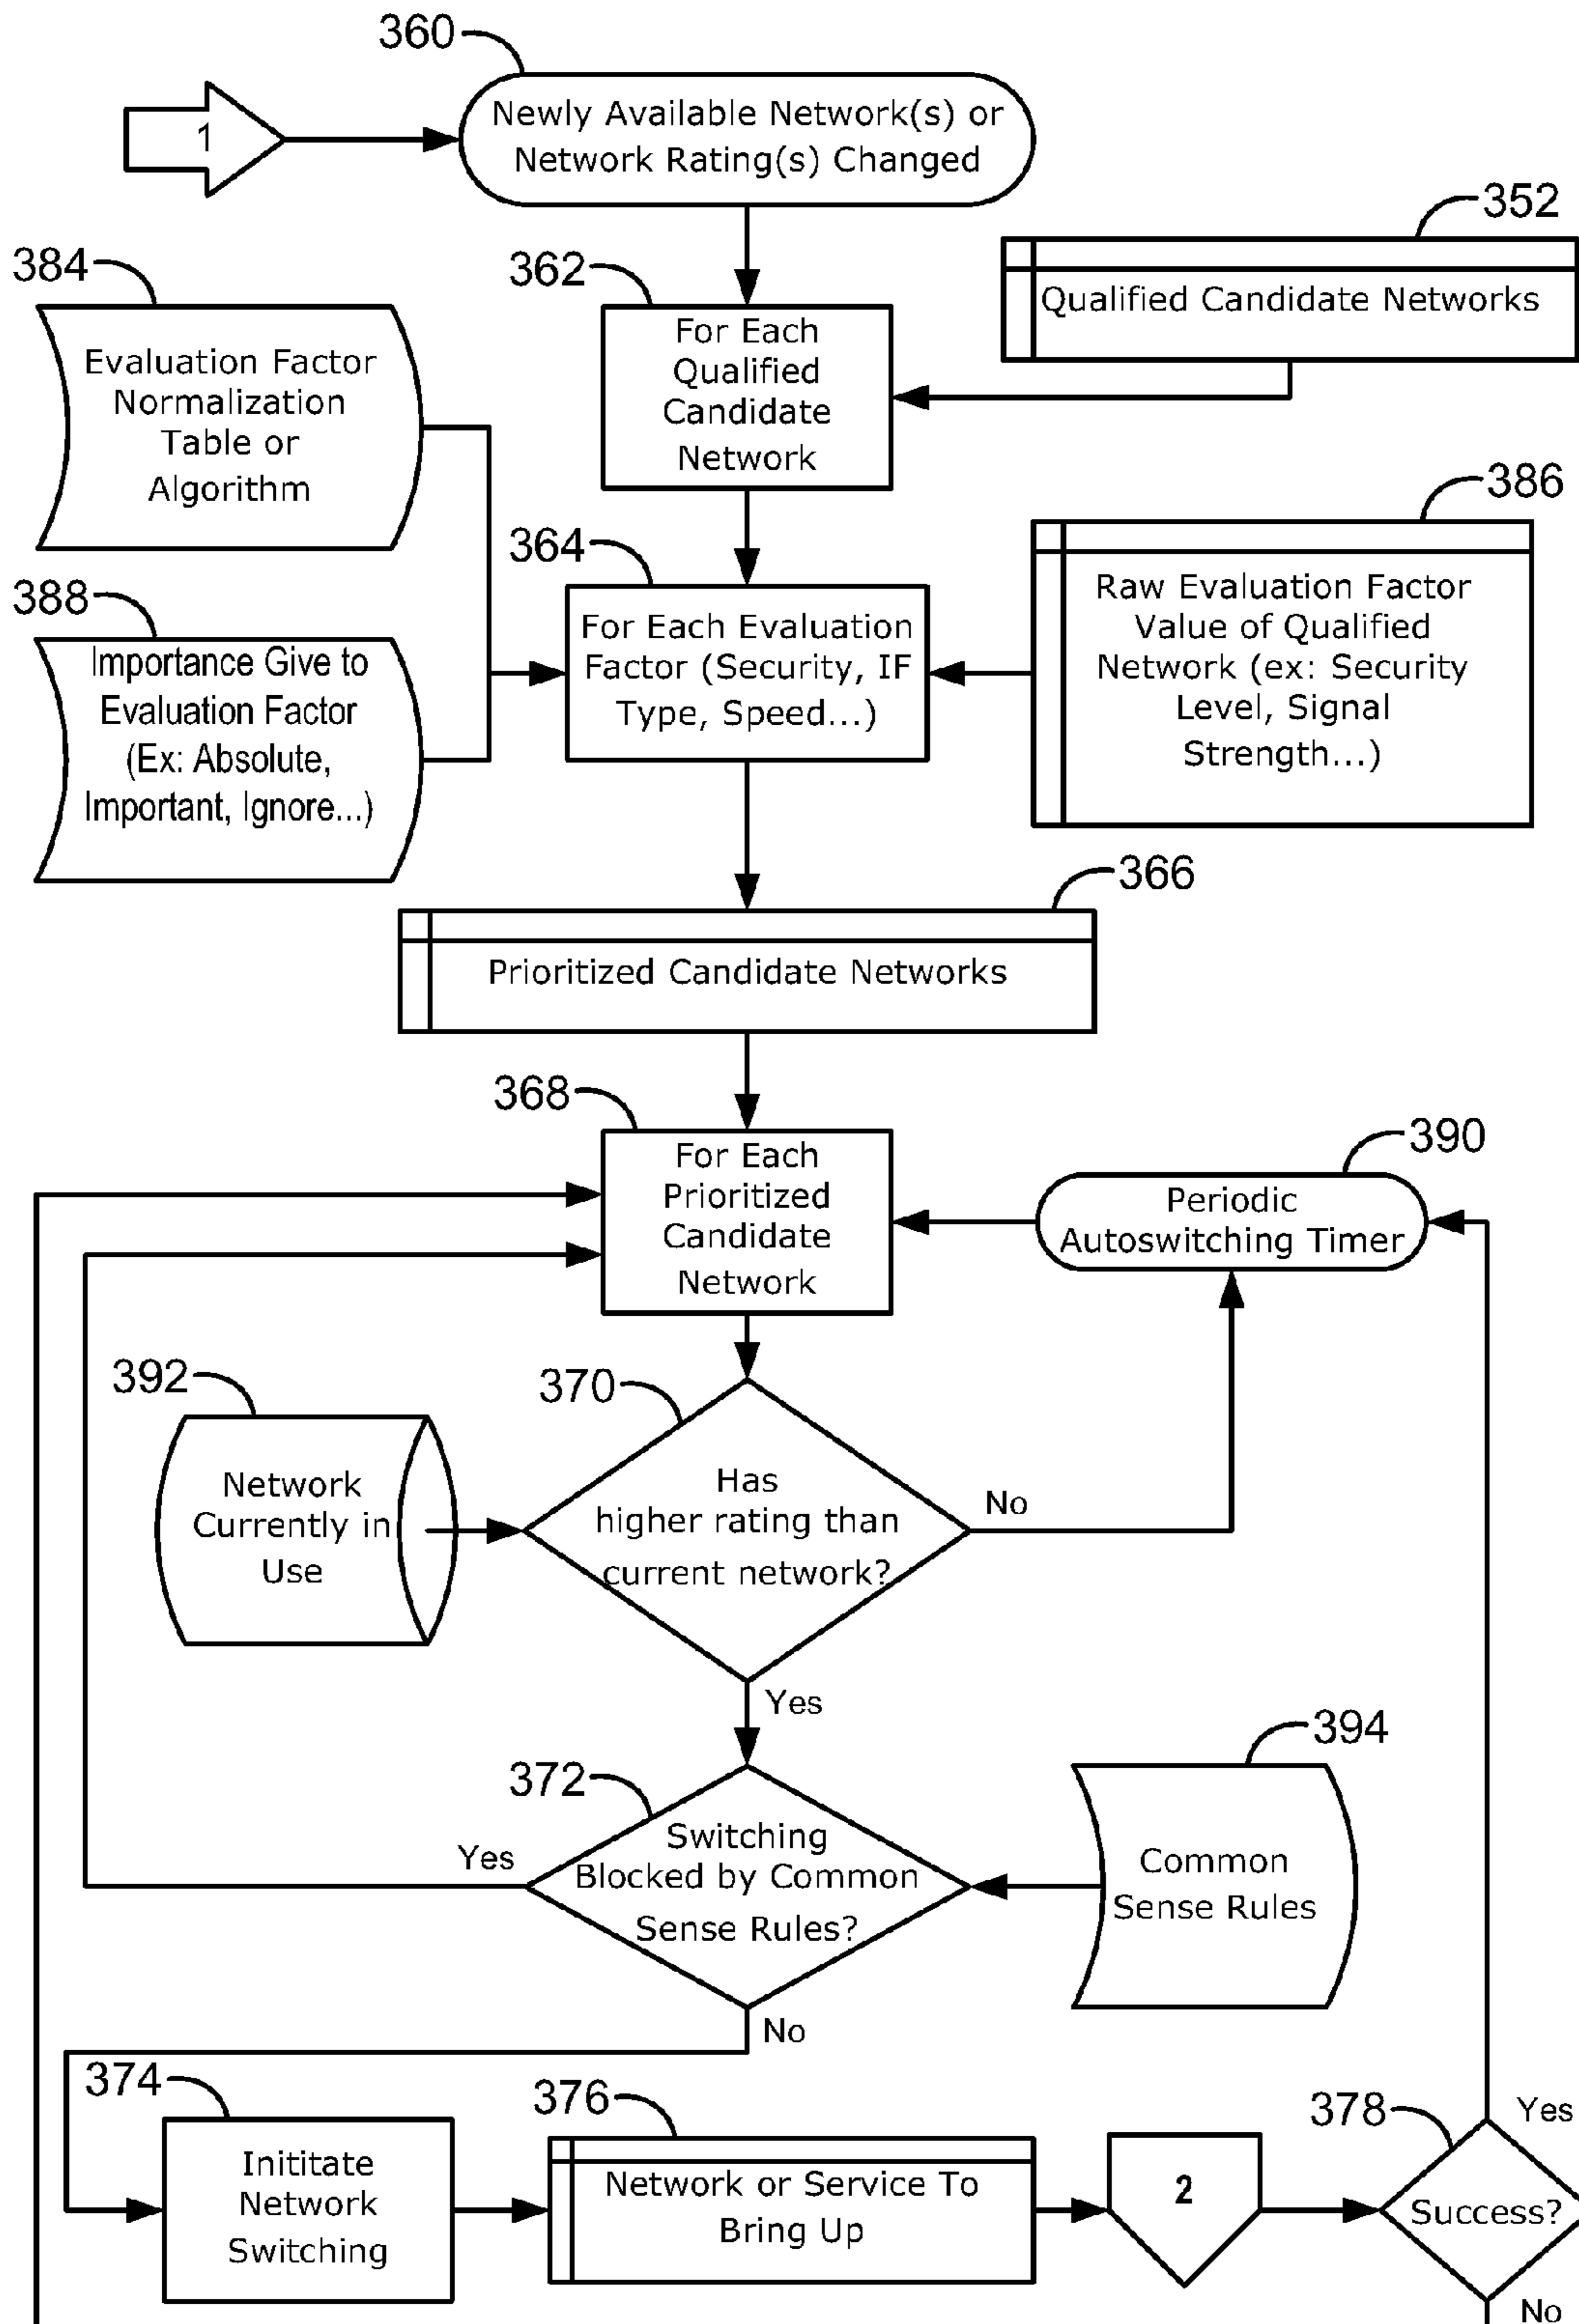 360
1
Newly Available Network(s) or
Network Rating(s) Changed
352
Qualified Candidate Networks
384
Evaluation Factor
Normalization
Table or
Algorithm
362
For Each
Qualified
Candidate
Network
386
Raw Evaluation Factor
Value of Qualified
Network (ex: Security
Level, Signal
Strength...)
388
Importance Give to
Evaluation Factor
(Ex: Absolute,
Important, Ignore...)
364
For Each Evaluation
Factor (Security, IF
Type, Speed...)
366
Prioritized Candidate Networks
368
For Each
Prioritized
Candidate
Network
390
Periodic
Autoswitching Timer
392
Network
Currently in
Use
370
Has
higher rating than
current network?
No
Yes
372
Switching
Blocked by Common
Sense Rules?
Yes
394
Common
Sense Rules
No
374
Inititate
Network
Switching
376
Network or Service To
Bring Up
2
378
Success?
Yes
No